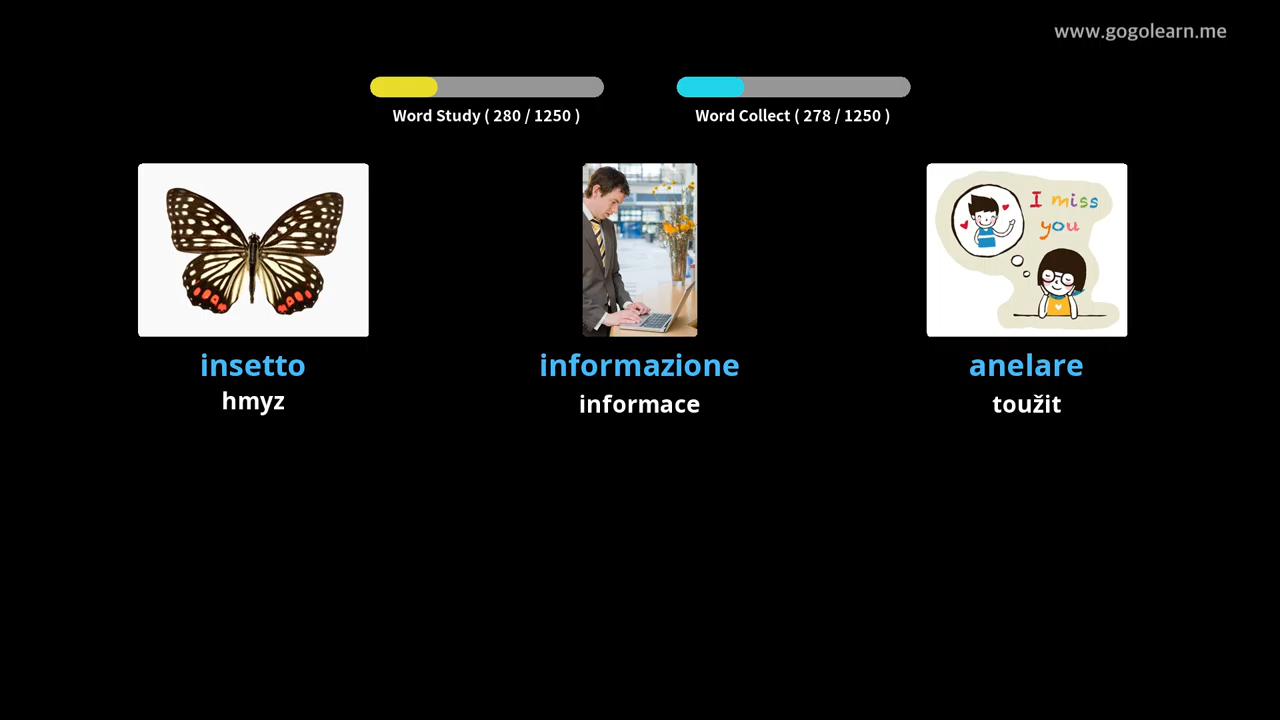 www.gogolearn.me
Word Study ( 280 / 1250 )
Word Collect ( 278 / 1250 )
I miss
you
insetto
hmyz
informazione
informace
anelare
toužit